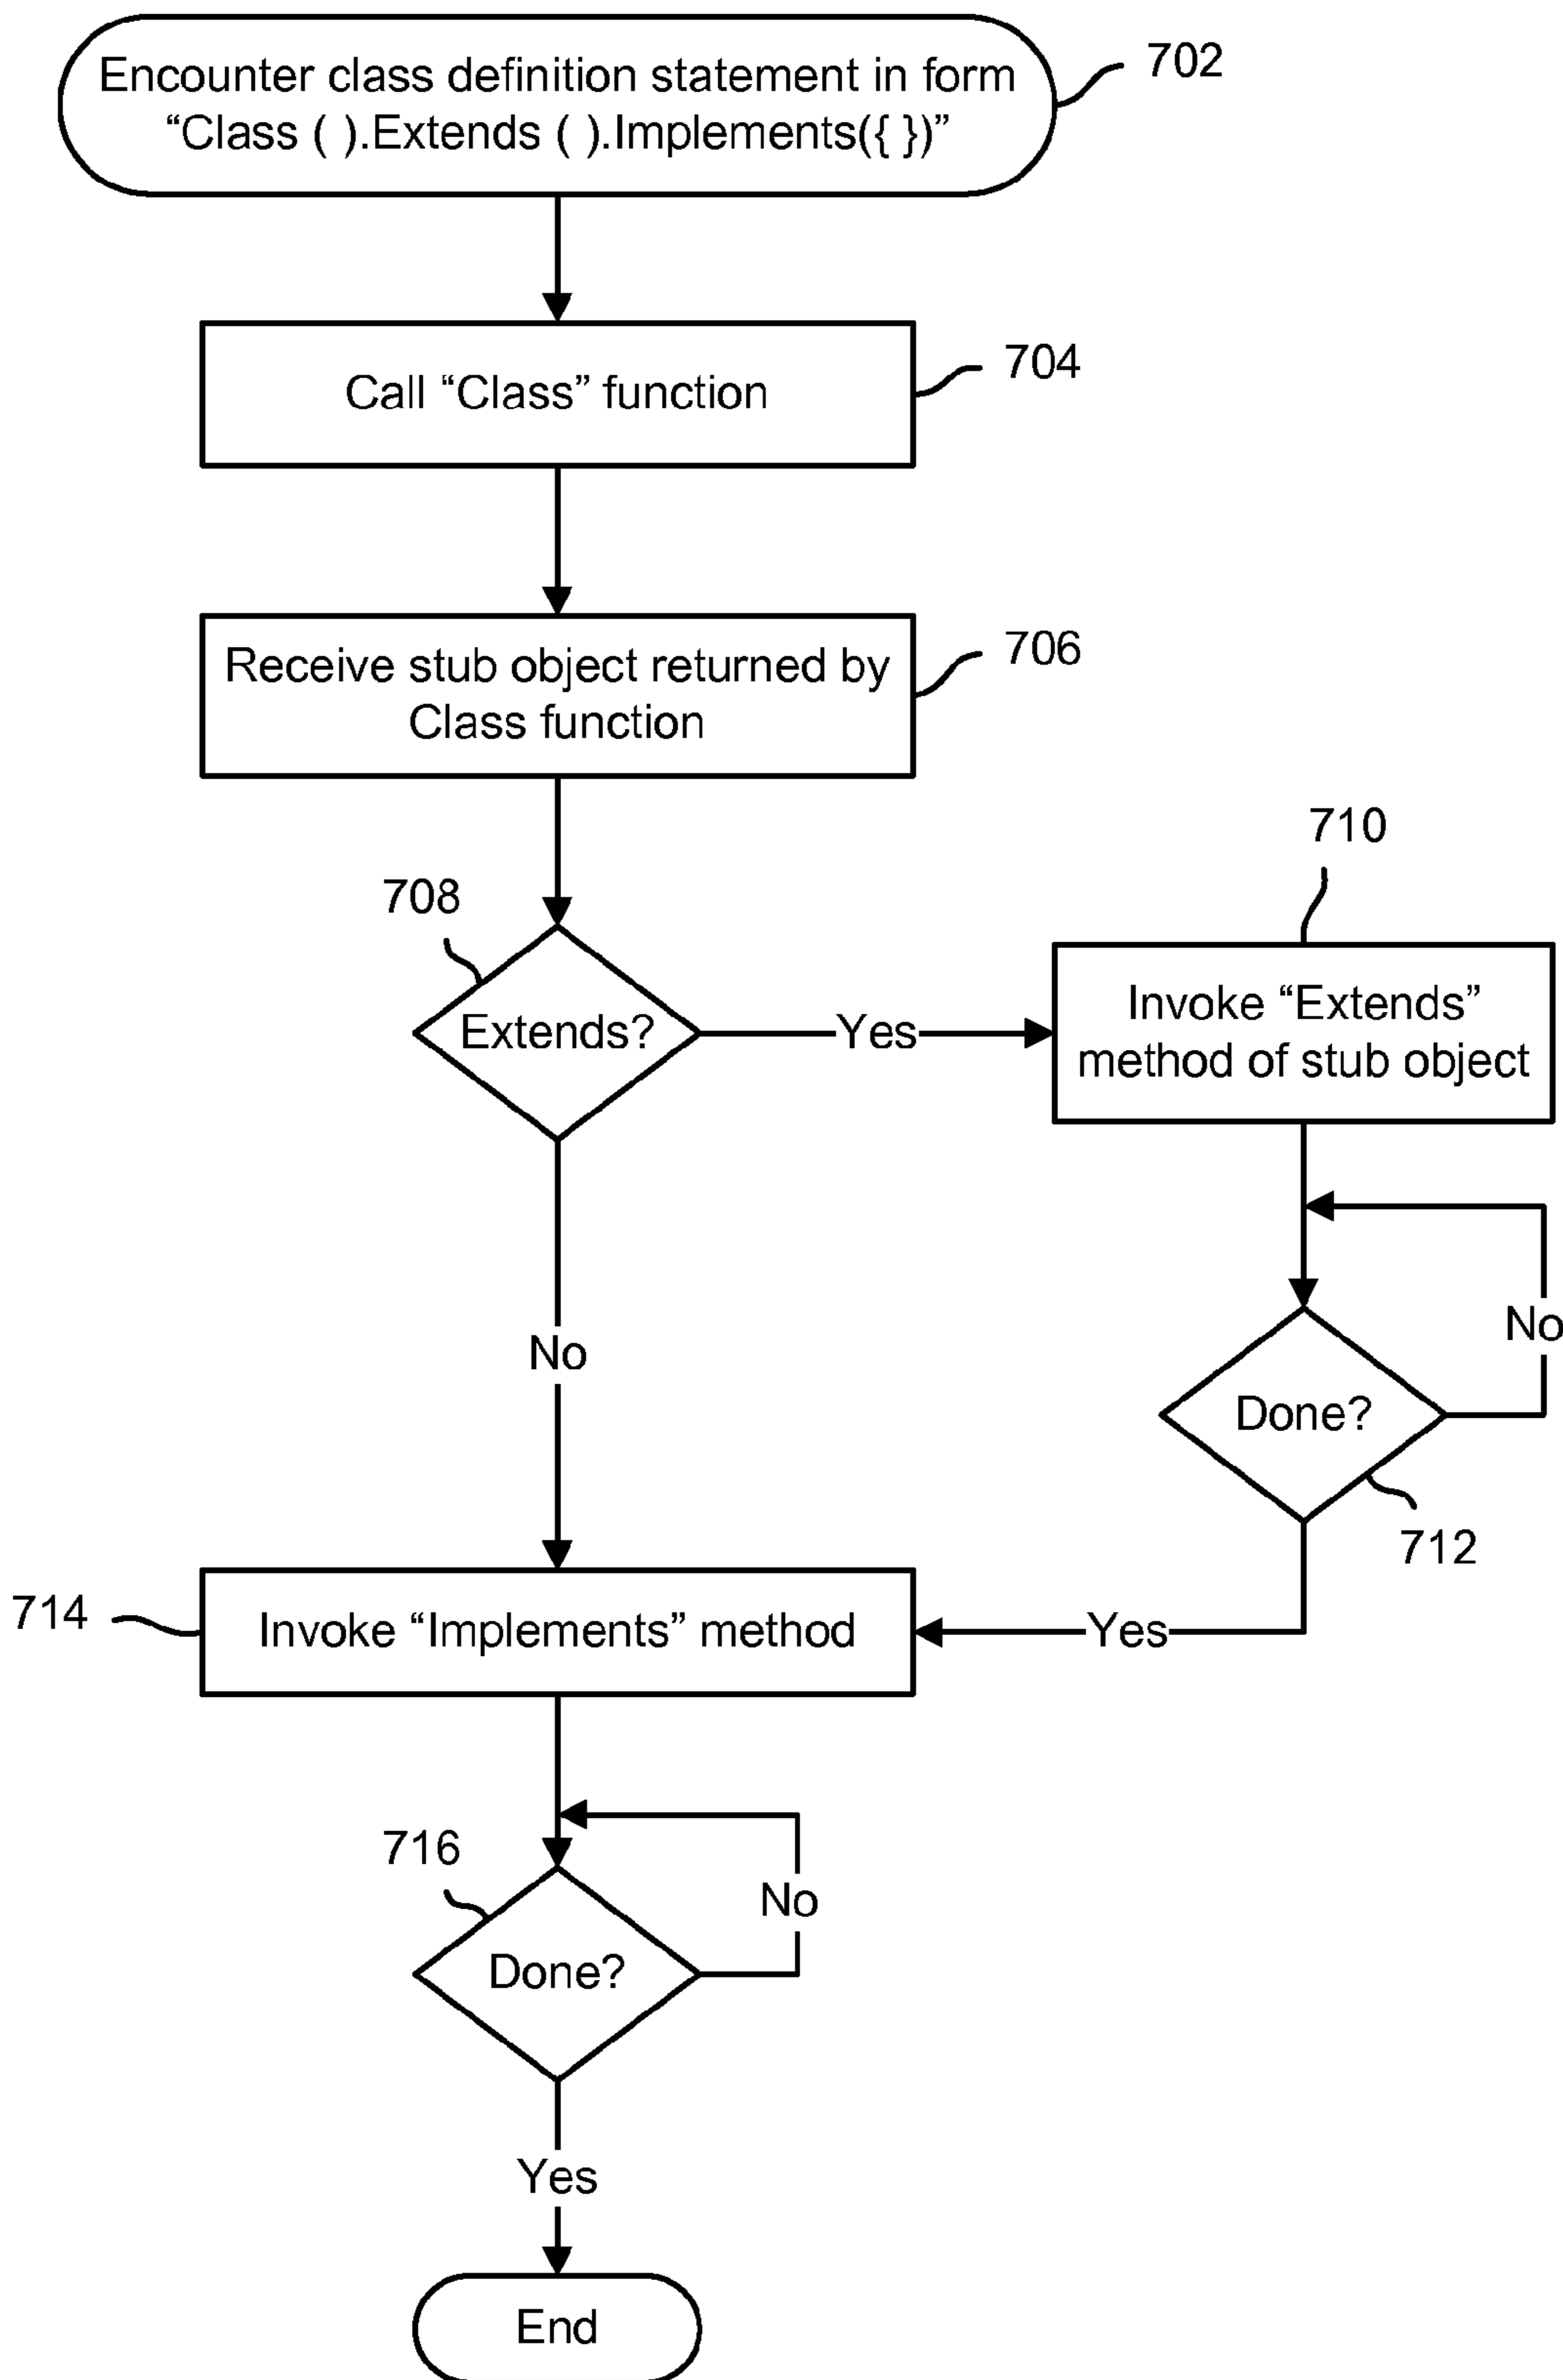 Encounter class definition statement in form
“Class ( ).Extends ( ).Implements({ })”
702
Call “Class” function
704
Receive stub object returned by
Class function
706
708
Extends?
Yes
710
Invoke “Extends”
method of stub object
No
Done?
No
712
Yes
714
Invoke “Implements” method
716
Done?
No
Yes
End